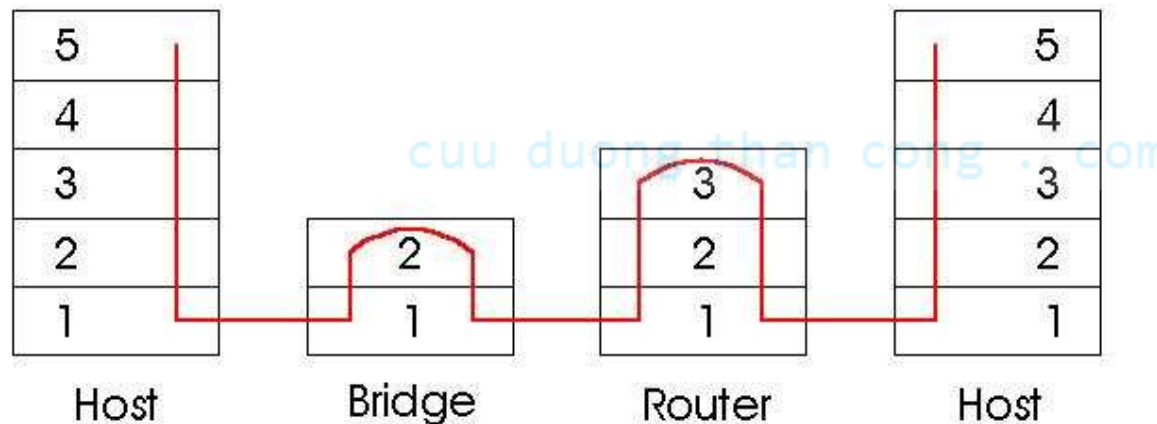 5 5
4 4
cuu duong than cong . com
3 3 3
2 2 2 2
1 1 1 1
Host Bridge Router Host